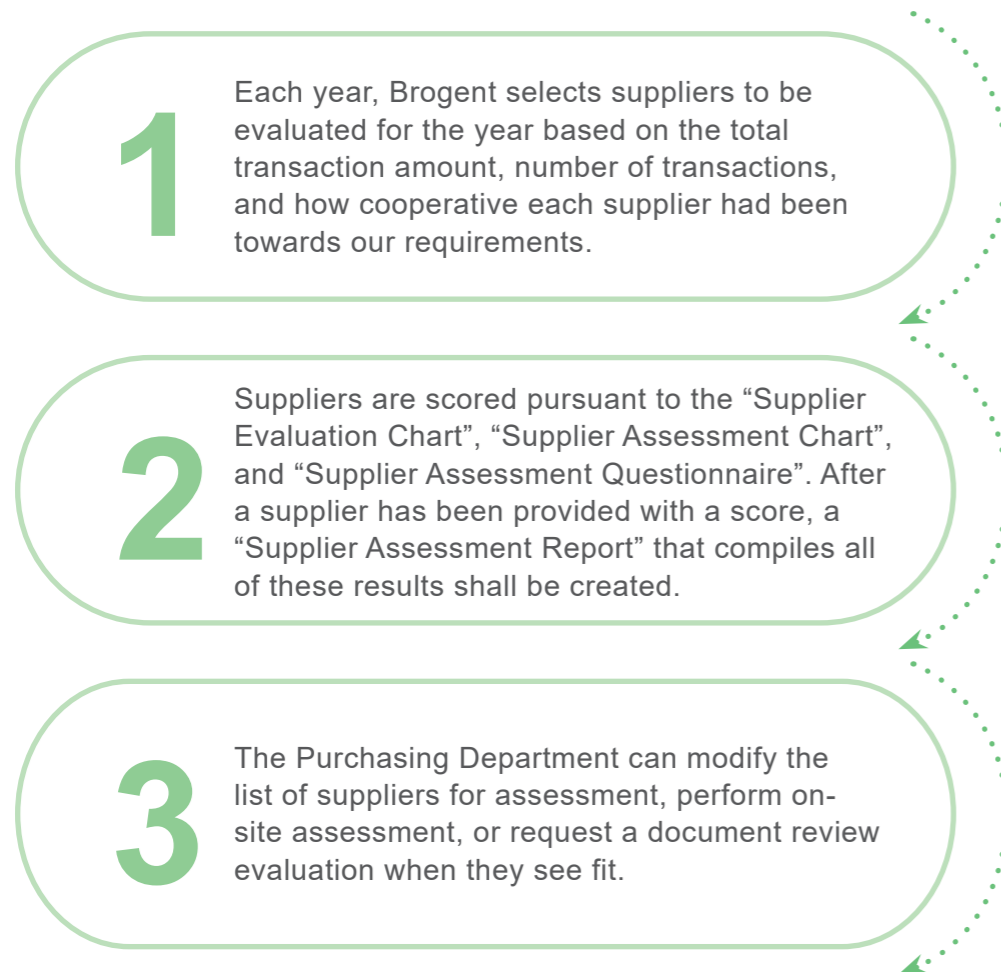 1
Each year, Brogent selects suppliers to be
evaluated for the year based on the total
transaction amount, number of transactions,
and how cooperative each supplier had been
towards our requirements.
2
Suppliers are scored pursuant to the “Supplier
Evaluation Chart”, “Supplier Assessment Chart”,
and “Supplier Assessment Questionnaire”. After
a supplier has been provided with a score, a
“Supplier Assessment Report” that compiles all
of these results shall be created.
3
The Purchasing Department can modify the
list of suppliers for assessment, perform on-
site assessment, or request a document review
evaluation when they see fit.